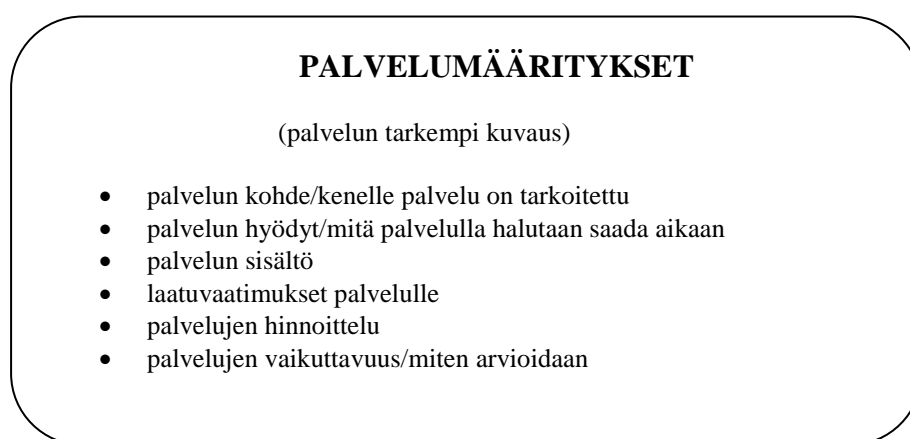 PALVELUMÄÄRITYKSET
(palvelun tarkempi kuvaus)
• palvelun kohde/kenelle palvelu on tarkoitettu
• palvelun hyödyt/mitä palvelulla halutaan saada aikaan
• palvelun sisältö
• laatuvaatimukset palvelulle
• palvelujen hinnoittelu
• palvelujen vaikuttavuus/miten arvioidaan